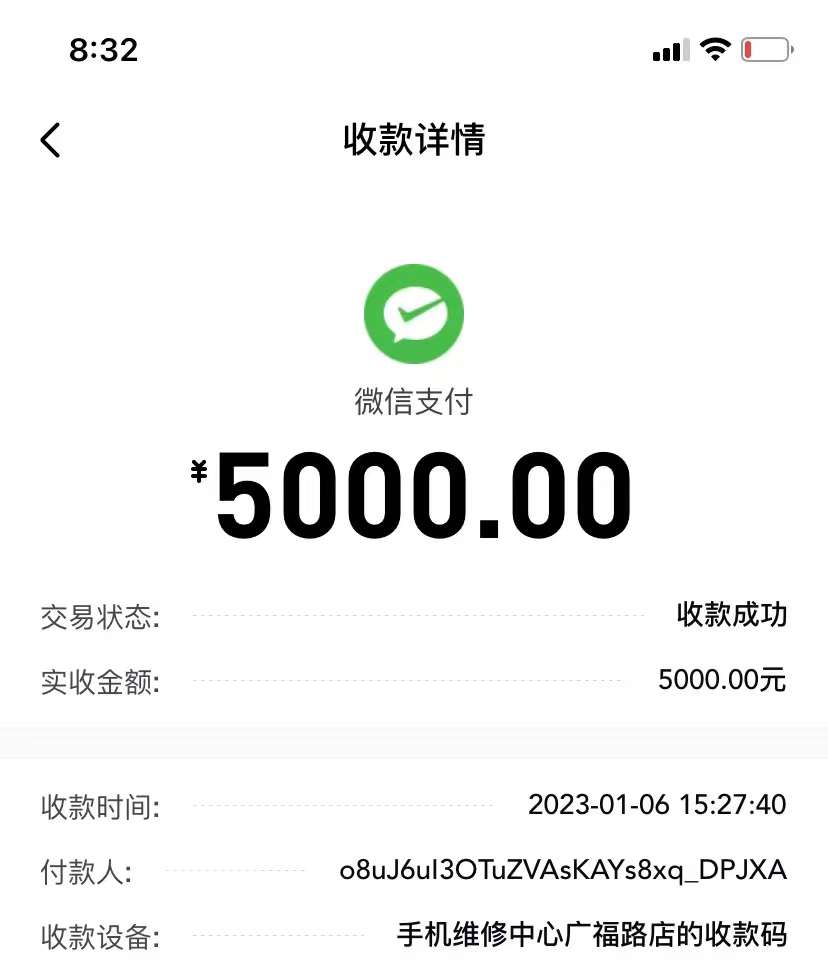 8:32
收款详情
微信支付
¥5000.00
交易状态: 收款成功
实收金额: 5000.00元
收款时间: 2023-01-06 15:27:40
付款人: o8uJ6uI3OTuZVAsKAYs8xq_DPJXA
收款设备: 手机维修中心广福路店的收款码